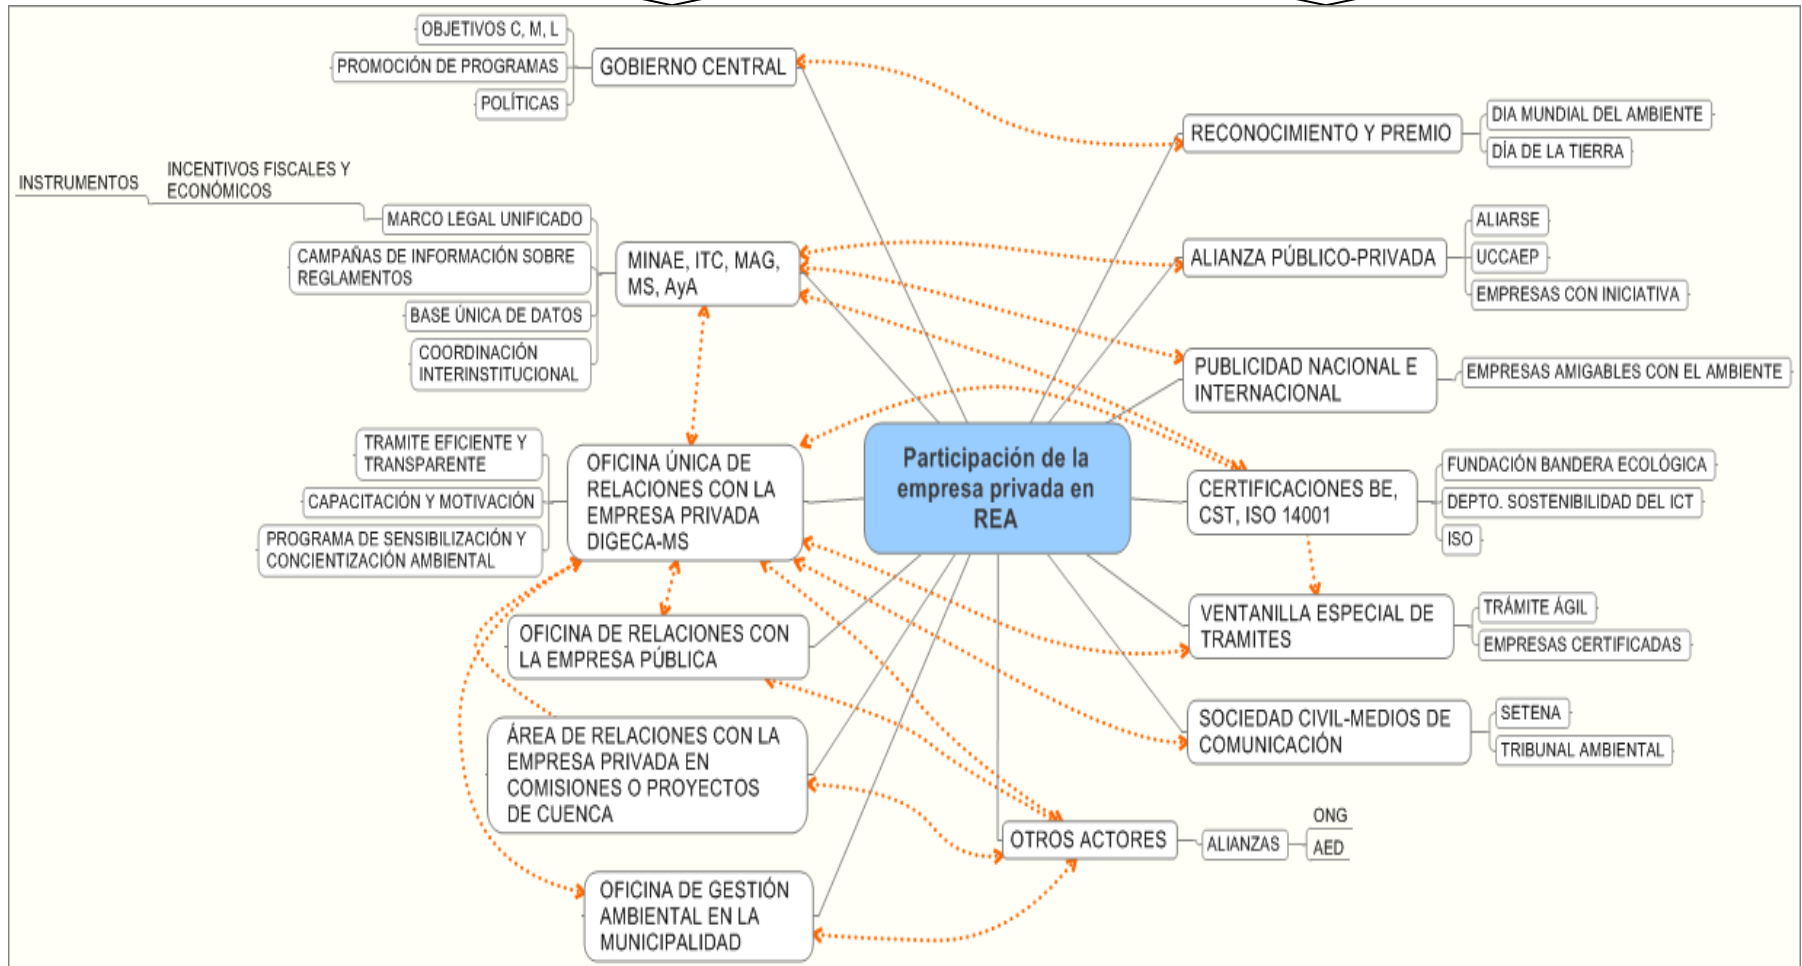 OBJETIVOS C, M, L
PROMOCIÓN DE PROGRAMAS
POLÍTICAS
GOBIERNO CENTRAL
INSTRUMENTOS
INCENTIVOS FISCALES Y
ECONÓMICOS
MARCO LEGAL UNIFICADO
CAMPAÑAS DE INFORMACIÓN SOBRE
REGLAMENTOS
BASE ÚNICA DE DATOS
COORDINACIÓN
INTERINSTITUCIONAL
MINAE, ITC, MAG,
MS, AyA
TRAMITE EFICIENTE Y
TRANSPARENTE
CAPACITACIÓN Y MOTIVACIÓN
PROGRAMA DE SENSIBILIZACIÓN Y
CONCIENTIZACIÓN AMBIENTAL
OFICINA ÚNICA DE
RELACIONES CON LA
EMPRESA PRIVADA
DIGECA-MS
OFICINA DE RELACIONES CON
LA EMPRESA PÚBLICA
ÁREA DE RELACIONES CON LA
EMPRESA PRIVADA EN
COMISIONES O PROYECTOS
DE CUENCA
OFICINA DE GESTIÓN
AMBIENTAL EN LA
MUNICIPALIDAD
Participación de la
empresa privada en
REA
RECONOCIMIENTO Y PREMIO
DIA MUNDIAL DEL AMBIENTE
DÍA DE LA TIERRA
ALIANZA PÚBLICO-PRIVADA
ALIARSE
UCCAEP
EMPRESAS CON INICIATIVA
PUBLICIDAD NACIONAL E
INTERNACIONAL
EMPRESAS AMIGABLES CON EL AMBIENTE
CERTIFICACIONES BE,
CST, ISO 14001
FUNDACIÓN BANDERA ECOLÓGICA
DEPTO. SOSTENIBILIDAD DEL ICT
ISO
VENTANILLA ESPECIAL DE
TRAMITES
TRÁMITE ÁGIL
EMPRESAS CERTIFICADAS
SOCIEDAD CIVIL-MEDIOS DE
COMUNICACIÓN
SETENA
TRIBUNAL AMBIENTAL
OTROS ACTORES
ALIANZAS
ONG
AED